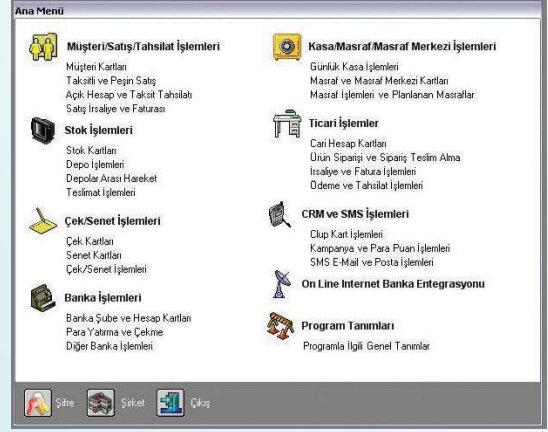 Ana Menü
Müşteri/Satış/Tahsilat İşlemleri
Müşteri Kartları
Taksitli ve Peşin Satış
Açık Hesap ve Taksit Tahsilatı
Satış İrsaliye ve Faturası
Stok İşlemleri
Stok Kartları
Depo İşlemleri
Depolar Arası Hareket
Teslimat İşlemleri
Çek/Senet İşlemleri
Çek Kartları
Senet Kartları
Çek/Senet İşlemleri
Banka İşlemleri
Banka Şube ve Hesap Kartları
Para Yatırma ve Çekme
Diğer Banka İşlemleri
Kasa/Masraf/Masraf Merkezi İşlemleri
Günlük Kasa İşlemleri
Masraf ve Masraf Merkezi Kartları
Masraf İşlemleri ve Planlanan Masraflar
Ticari İşlemler
Cari Hesap Kartları
Ürün Siparişi ve Sipariş Teslim Alma
İrsaliye ve Fatura İşlemleri
Ödeme ve Tahsilat İşlemleri
CRM ve SMS İşlemleri
Clup Kart İşlemleri
Kampanya ve Para Puan İşlemleri
SMS E-Mail ve Posta İşlemleri
On Line Internet Banka Entegrasyonu
Program Tanımları
Programla İlgili Genel Tanımlar
Şifre
Şirket
Çıkış